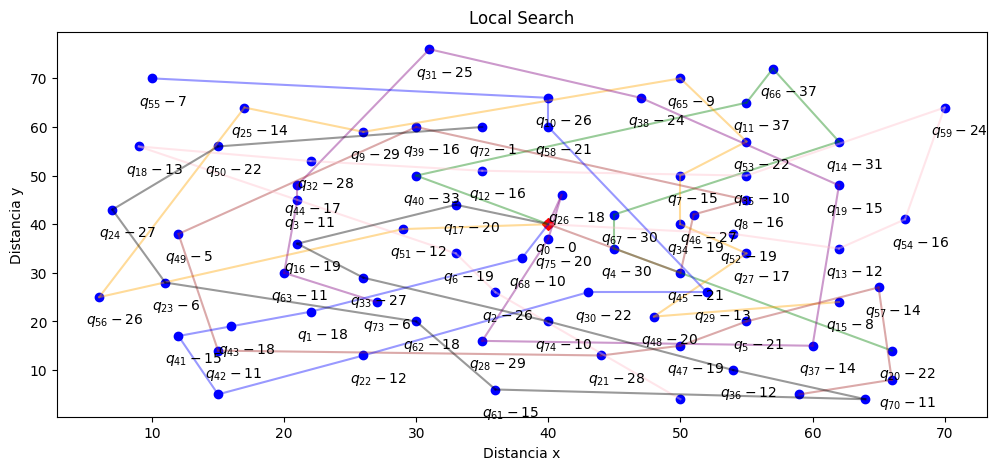 Local Search
Distancia y
70
60
50
40
30
20
10
10
20
30
40
50
60
70
Distancia x
q31 − 25
q66 − 37
q55 − 7
q65 − 9
q59 − 24
q25 − 14
q10 − 26
q38 − 24
q11 − 37
q9 − 29
q39 − 16
q72 − 1
q58 − 21
q18 − 13
q50 − 22
q53 − 22
q14 − 31
q32 − 28
q12 − 16
q44 − 17
q40 − 33
q7 − 15
q35 − 10
q3 − 11
q26 − 18
q19 − 15
q24 − 27
q17 − 20
q8 − 16
q49 − 5
q51 − 12
q0 − 0
q67 − 30
q46 − 27
q34 − 19
q54 − 16
q16 − 19
q75 − 20
q52 − 19
q6 − 19
q68 − 10
q4 − 30
q27 − 17
q13 − 12
q63 − 11
q33 − 27
q45 − 21
q56 − 26
q23 − 6
q2 − 26
q30 − 22
q29 − 13
q57 − 14
q1 − 18
q73 − 6
q15 − 8
q41 − 15
q43 − 18
q62 − 18
q74 − 10
q48 − 20
q5 − 21
q42 − 11
q22 − 12
q28 − 29
q21 − 28
q47 − 19
q37 − 14
q20 − 22
q61 − 15
q36 − 12
q70 − 11